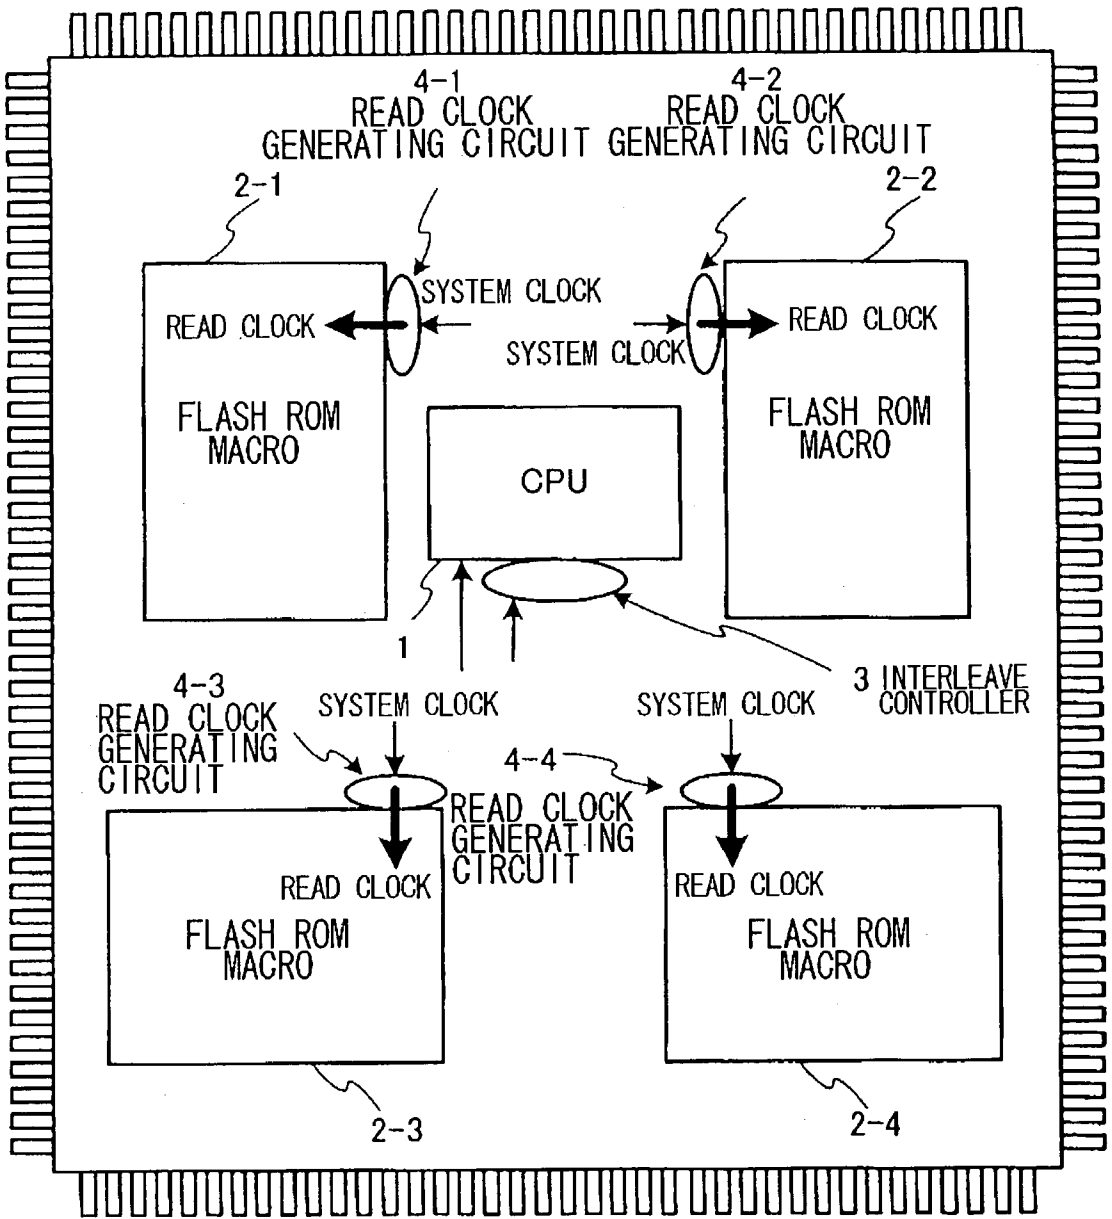 4-1
READ CLOCK
GENERATING CIRCUIT
4-2
READ CLOCK
GENERATING CIRCUIT
2-1
2-2
SYSTEM CLOCK
READ CLOCK
SYSTEM CLOCK
READ CLOCK
FLASH ROM
MACRO
FLASH ROM
MACRO
CPU
1
3 INTERLEAVE
CONTROLLER
4-3
READ CLOCK
GENERATING
CIRCUIT
SYSTEM CLOCK
SYSTEM CLOCK
4-4
READ CLOCK
GENERATING
CIRCUIT
READ CLOCK
READ CLOCK
FLASH ROM
MACRO
FLASH ROM
MACRO
2-3
2-4